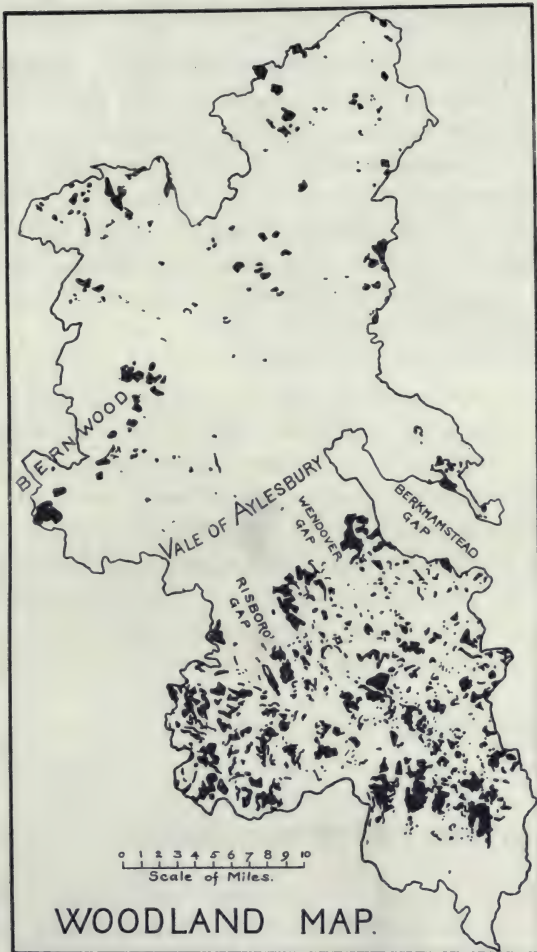 BERNWOOD
VALE OF AYLESBURY
WENDOVER
GAP
BERKHAMSTEAD
GAP
RISBORO'
GAP
0 1 2 3 4 5 6 7 8 9 10
Scale of Miles.
WOODLAND MAP.